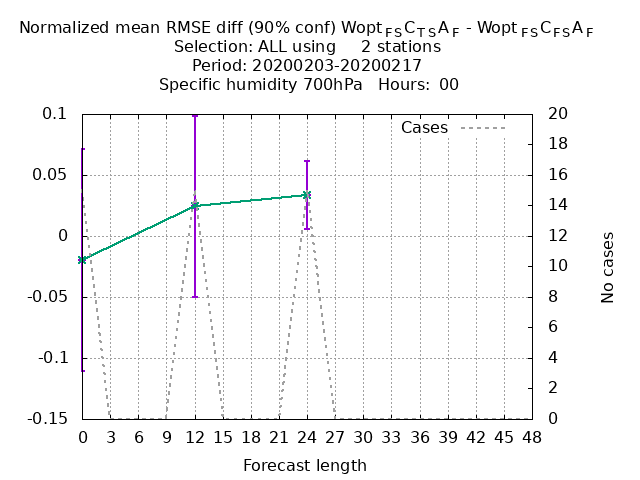 Normalized mean RMSE diff (90% conf) Wopt FS C TS A F - Wopt FS C FS A F
Selection: ALL using 2 stations
Period: 20200203-20200217
Specific humidity 700hPa Hours: 00
Cases
0.1
0.05
0
-0.05
-0.1
-0.15
20
18
16
14
12
10
8
6
4
2
0
No cases
0 3 6 9 12 15 18 21 24 27 30 33 36 39 42 45 48
Forecast length